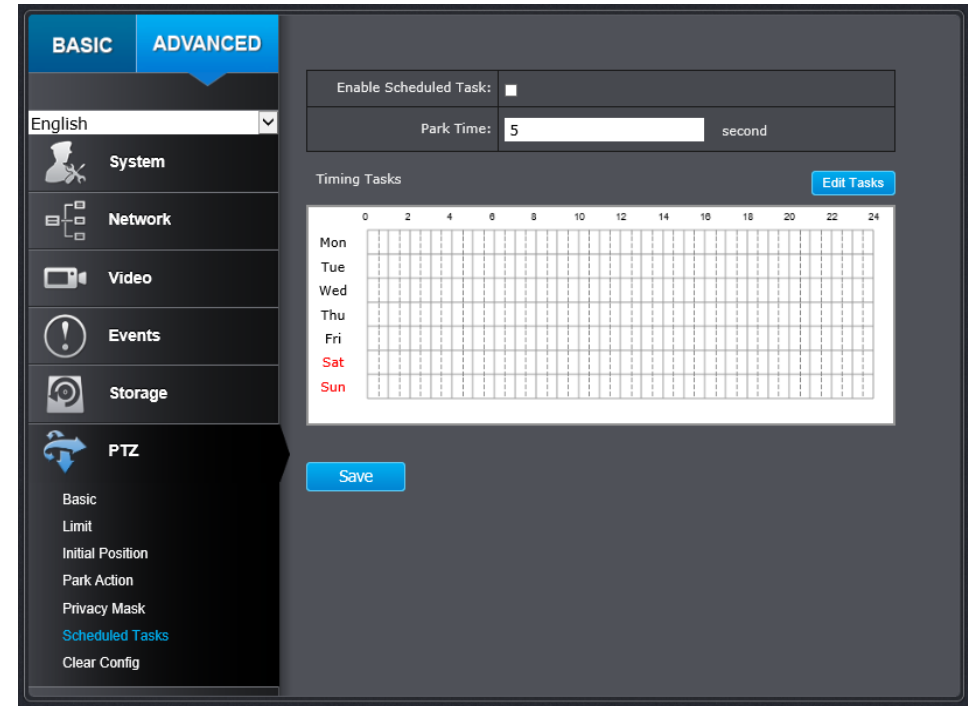 BASIC ADVANCED
English
System
Network
Video
Events
Storage
PTZ
Basic
Limit
Initial Position
Park Action
Privacy Mask
Scheduled Tasks
Clear Config
Enable Scheduled Task:
Park Time: 5 second
Timing Tasks Edit Tasks
0 2 4 6 8 10 12 14 16 18 20 22 24
Mon
Tue
Wed
Thu
Fri
Sat
Sun
Save